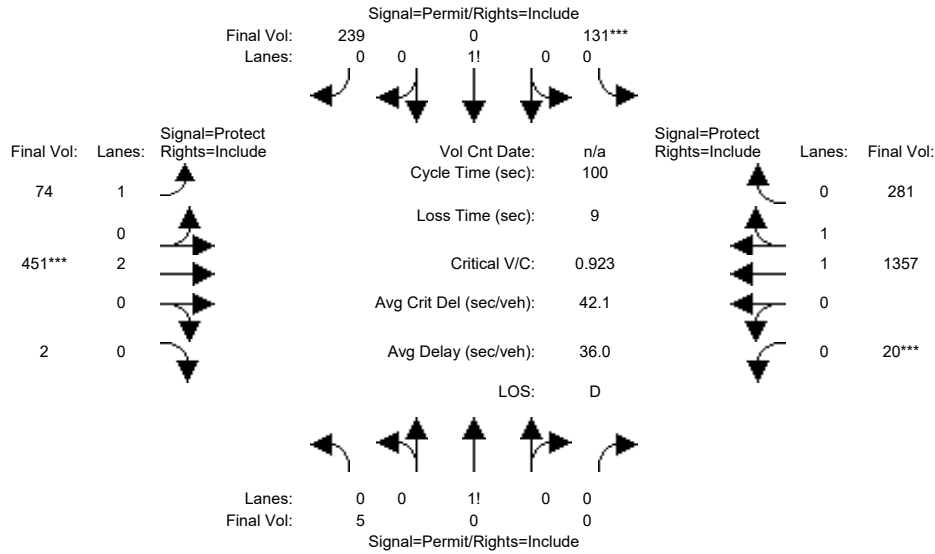 Signal=Permit/Rights=Include
Final Vol: 239 0 131***
Lanes: 0 0 1! 0 0
Signal=Protect Signal=Protect
Final Vol: Lanes: Rights=Include Vol Cnt Date: n/a Rights=Include Lanes: Final Vol:
Cycle Time (sec): 100
74 1 0 281
Loss Time (sec): 9
0 1
451*** 2 Critical V/C: 0.923 1 1357
0 Avg Crit Del (sec/veh): 42.1 0
2 0 Avg Delay (sec/veh): 36.0 0 20***
LOS: D
Lanes: 0 0 1! 0 0
Final Vol: 5 0 0
Signal=Permit/Rights=Include